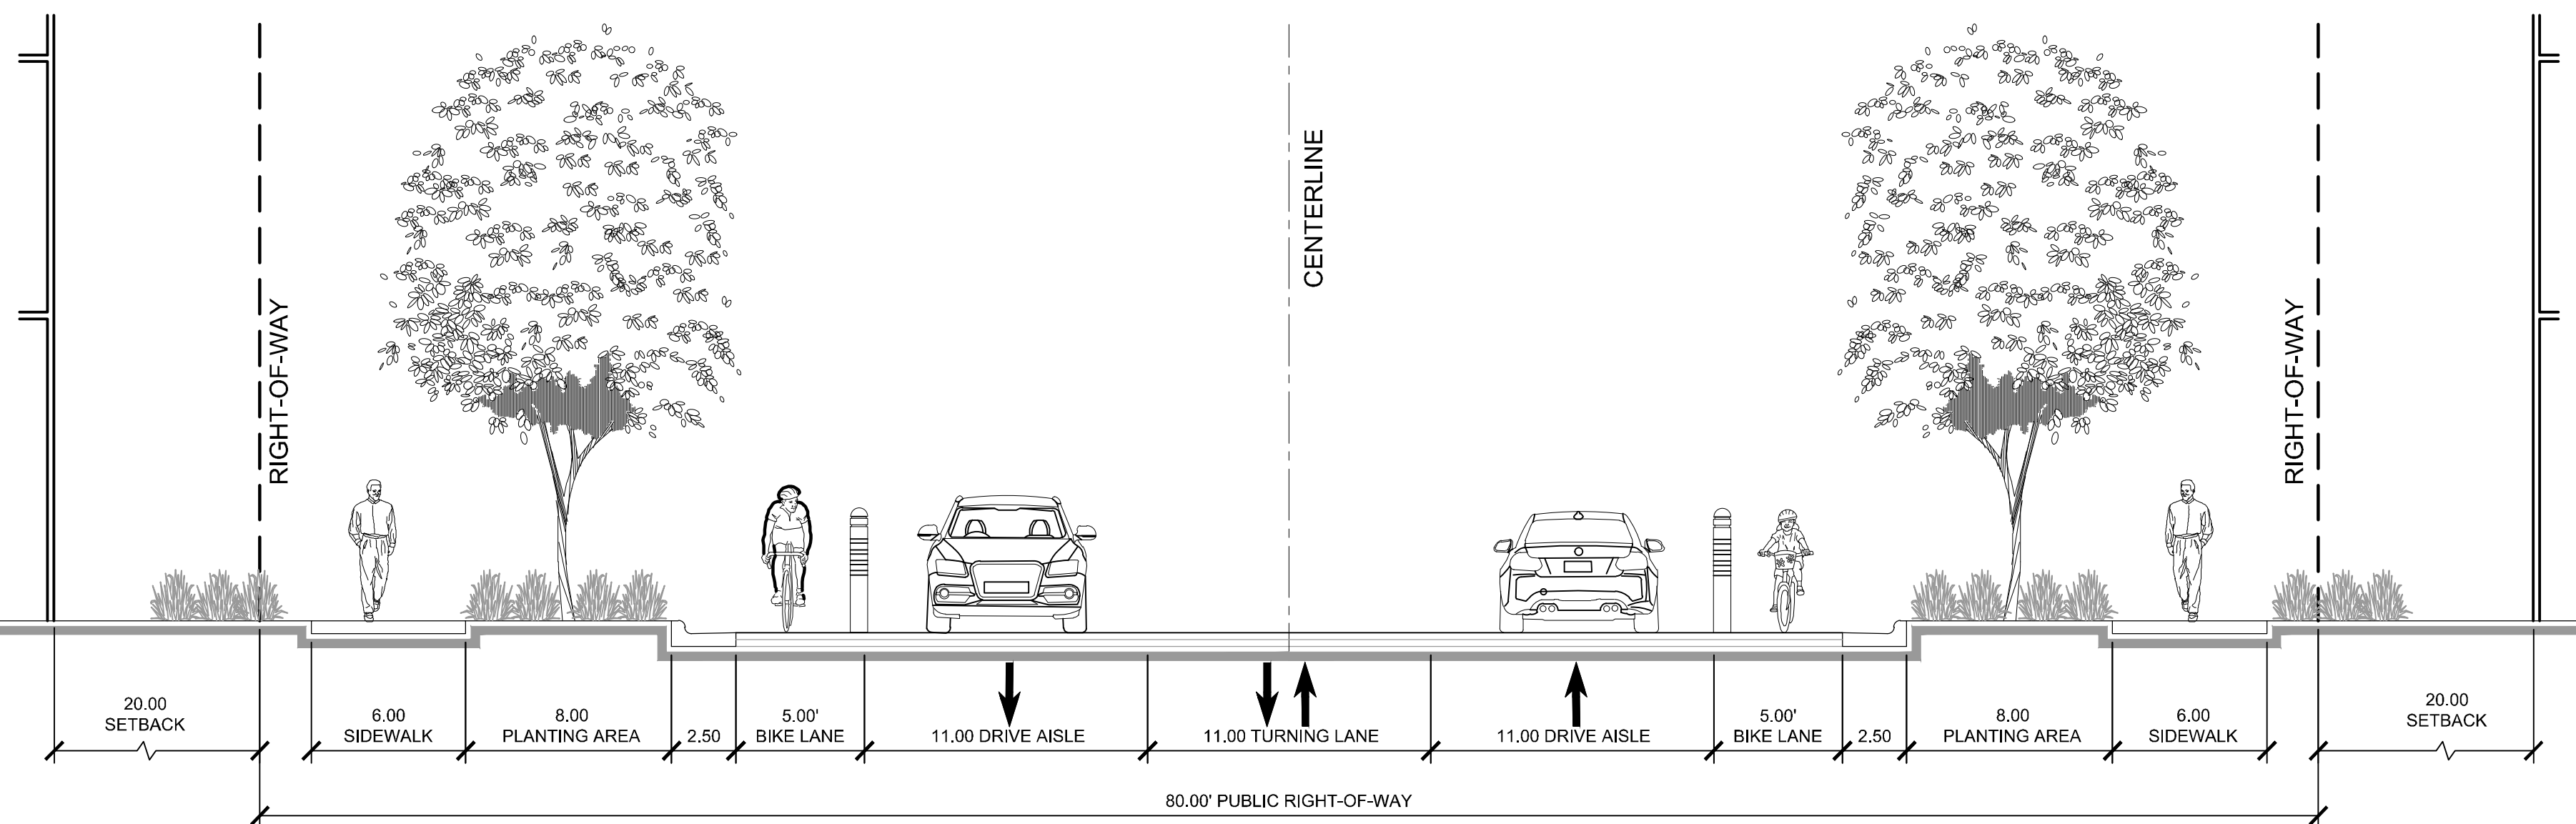 CENTERLINE
RIGHT-OF-WAY
RIGHT-OF-WAY
20.00
SETBACK
6.00
SIDEWALK
8.00
PLANTING AREA
2.50
5.00'
BIKE LANE
11.00 DRIVE AISLE
11.00 TURNING LANE
11.00 DRIVE AISLE
5.00'
BIKE LANE
2.50
8.00
PLANTING AREA
6.00
SIDEWALK
20.00
SETBACK
80.00' PUBLIC RIGHT-OF-WAY